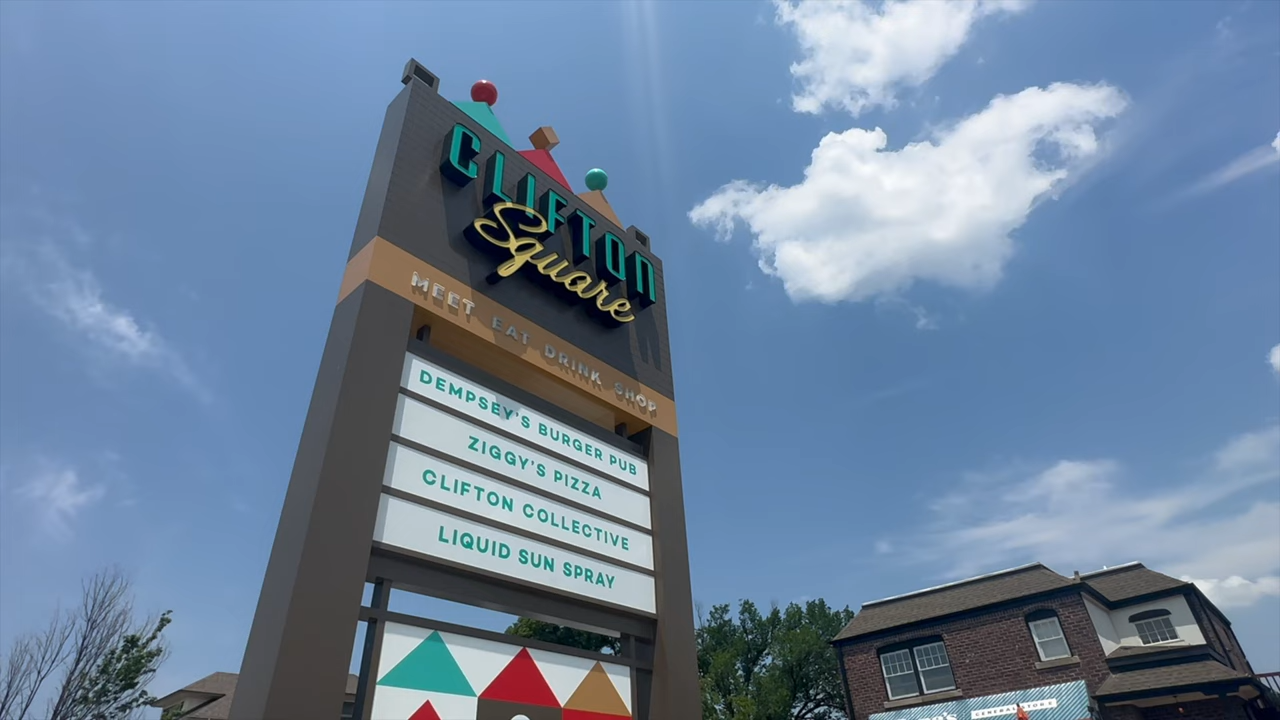 CLIFTON
Square
MEET EAT DRINK SHOP
DEMPSEY'S BURGER PUB
ZIGGY'S PIZZA
CLIFTON COLLECTIVE
LIQUID SUN SPRAY
GENERAL STORE